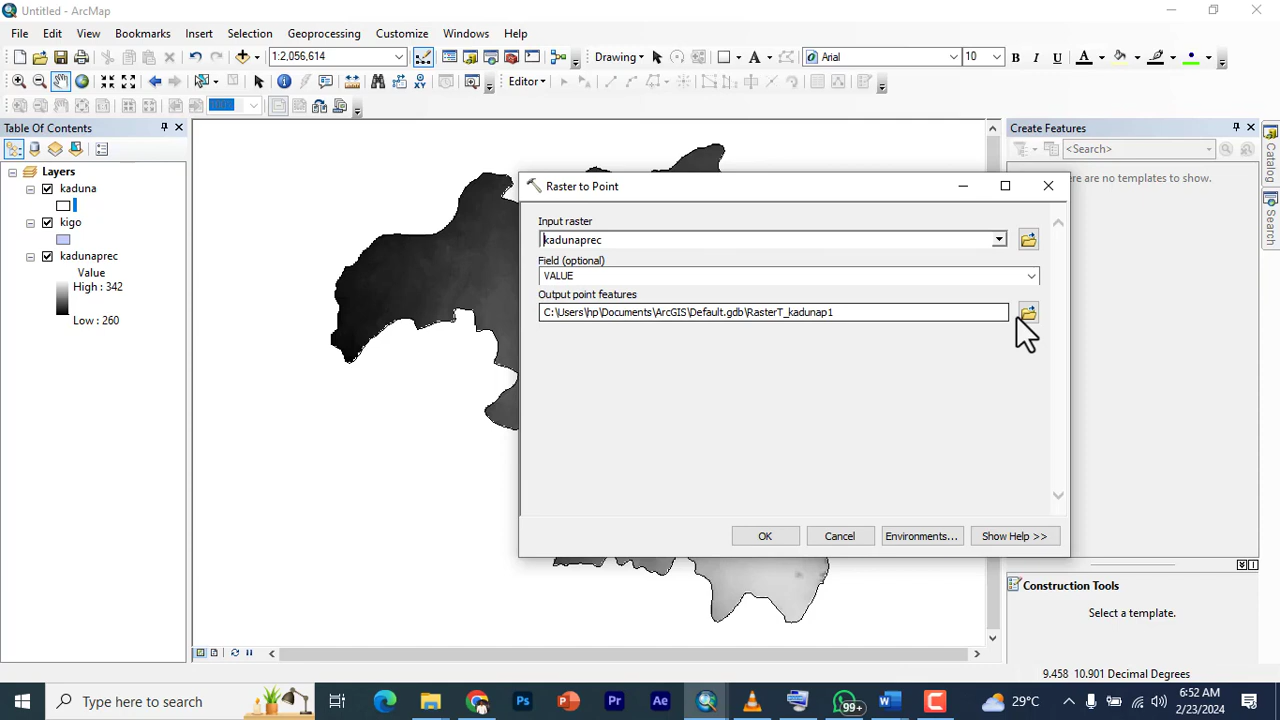 Untitled - ArcMap
File Edit View Bookmarks Insert Selection Geoprocessing Customize Windows Help
1:2,056,614
Drawing
Arial
10
B I U A
Editor
Table Of Contents
Layers
kaduna
kigo
kadunaprec
Value
High : 342
Low : 260
Raster to Point
Input raster
kadunaprec
Field (optional)
VALUE
Output point features
C:\Users\hp\Documents\ArcGIS\Default.gdb\RasterT_kadunap1
OK
Cancel
Environments...
Show Help >>
Create Features
<Search>
ere are no templates to show.
Catalog
Search
Construction Tools
Select a template.
9.458 10.901 Decimal Degrees
Type here to search
Ps
Pr
Ae
99+
29°C
6:52 AM
2/23/2024